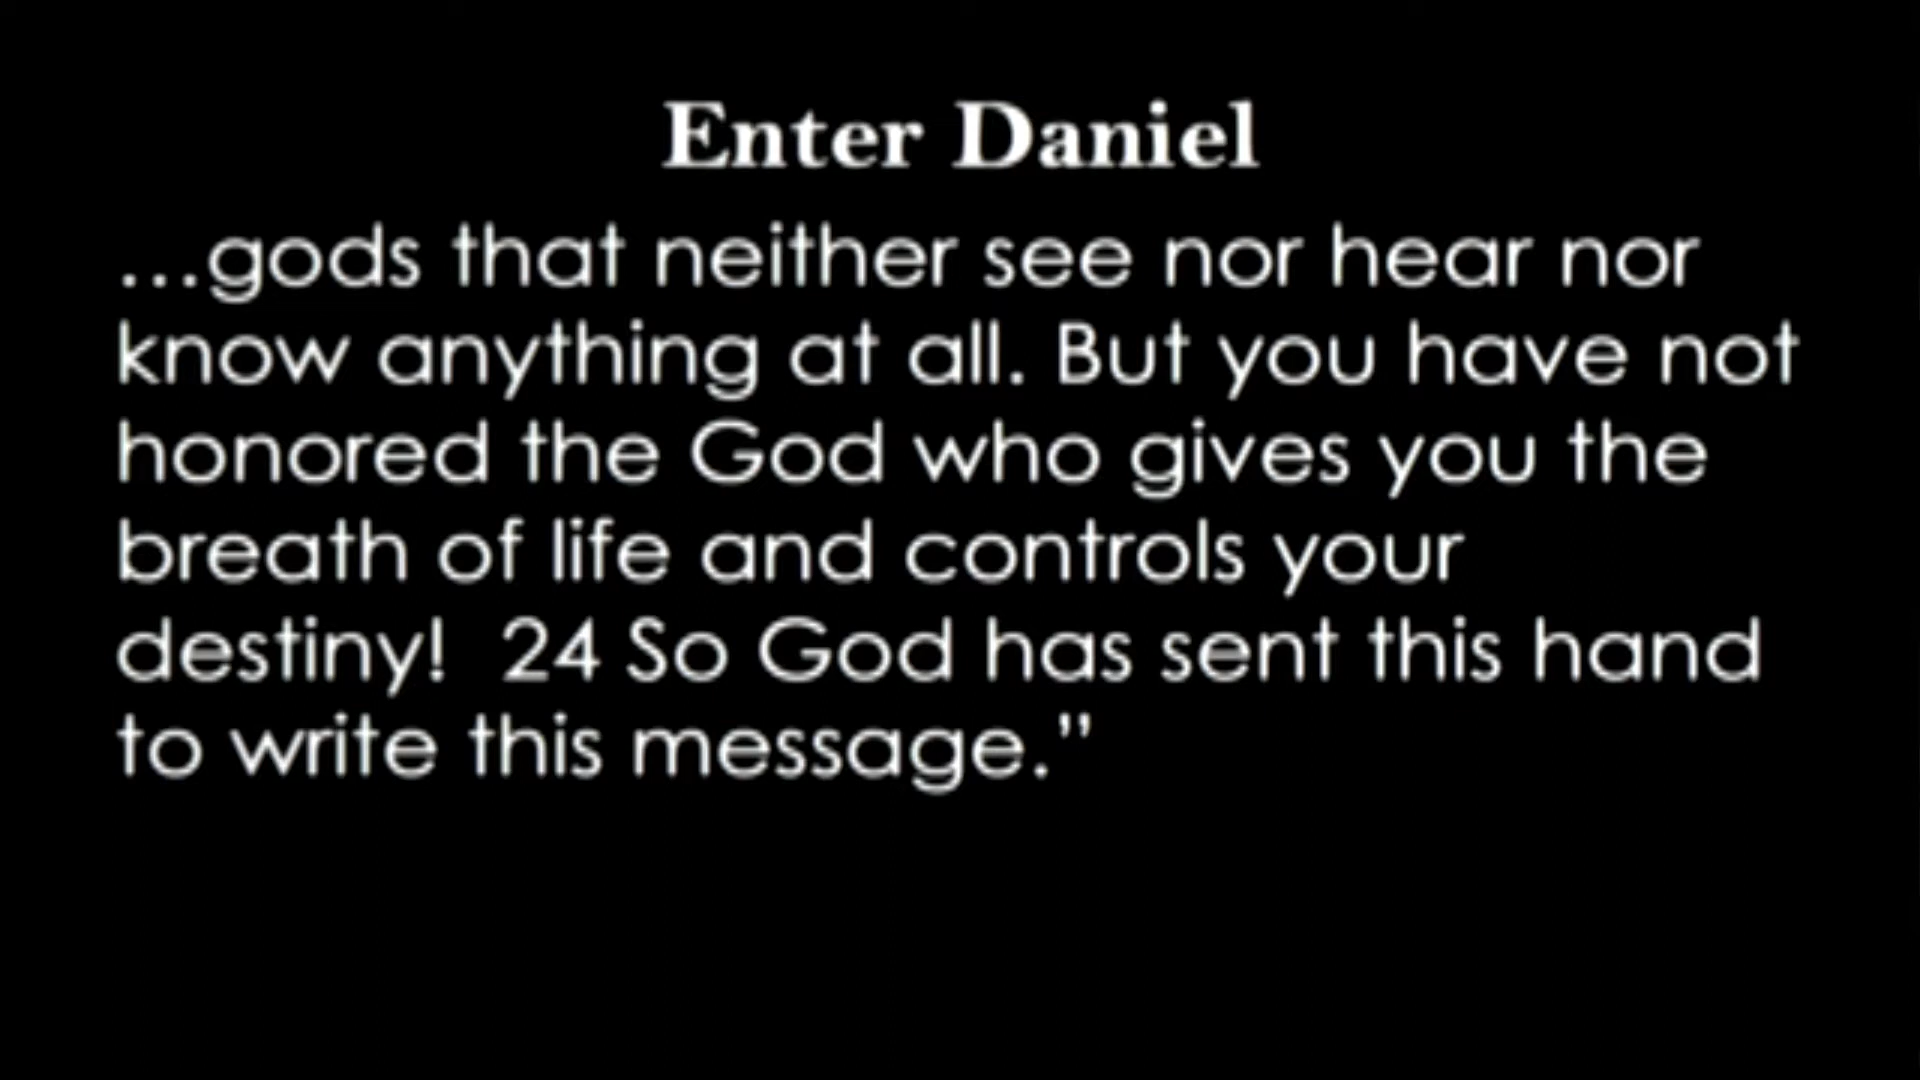 Enter Daniel
...gods that neither see nor hear nor
know anything at all. But you have not
honored the God who gives you the
breath of life and controls your
destiny!  24 So God has sent this hand
to write this message.”